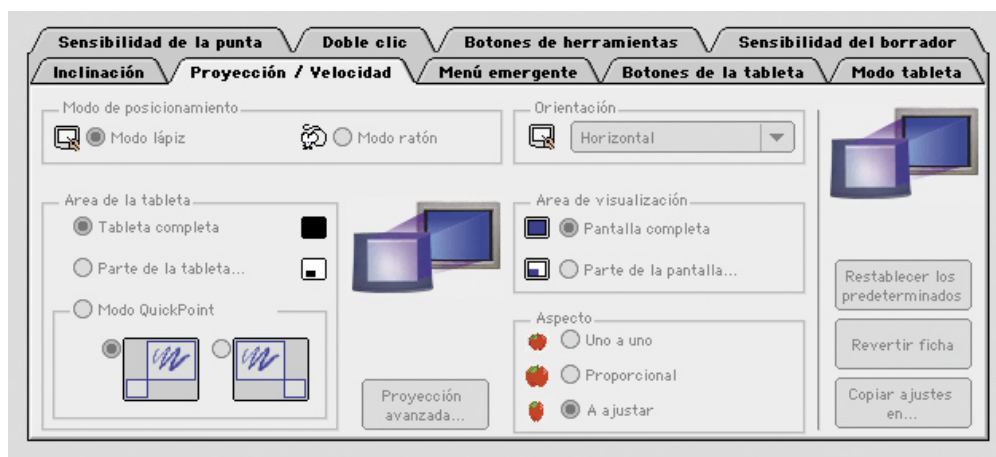 Sensibilidad de la punta
Doble clic
Botones de herramientas
Sensibilidad del borrador
Inclinación
Proyección / Velocidad
Menú emergente
Botones de la tableta
Modo tableta
Modo de posicionamiento
Modo lápiz
Modo ratón
Orientación
Horizontal
Area de la tableta
Tableta completa
Parte de la tableta...
Modo QuickPoint
Proyección
avanzada...
Area de visualización
Pantalla completa
Parte de la pantalla...
Aspecto
Uno a uno
Proporcional
A ajustar
Restablecer los
predeterminados
Revertir ficha
Copiar ajustes
en...